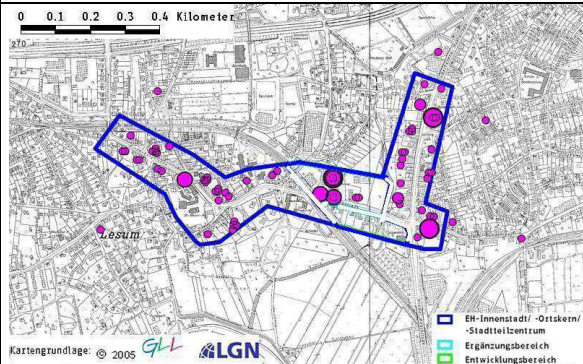 0 0.1 0.2 0.3 0.4 Kilometer
270
Lesum
EH-Innenstadt/ -Ortskern/
-Stadtteilzentrum
Ergänzungsbereich
Entwicklungsbereich
Kartengrundlage: © 2005 GLL LGN